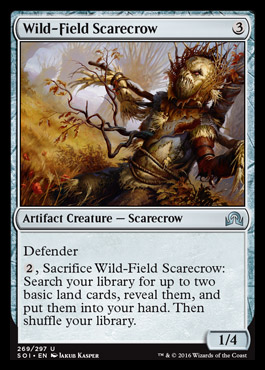 Wild-Field Scarecrow 3
Artifact Creature — Scarecrow
Defender
2, Sacrifice Wild-Field Scarecrow:
Search your library for up to two
basic land cards, reveal them, and
put them into your hand. Then
shuffle your library.
1/4
269/297 U
SOI • EN Jakub Kasper
™ & © 2016 Wizards of the Coast